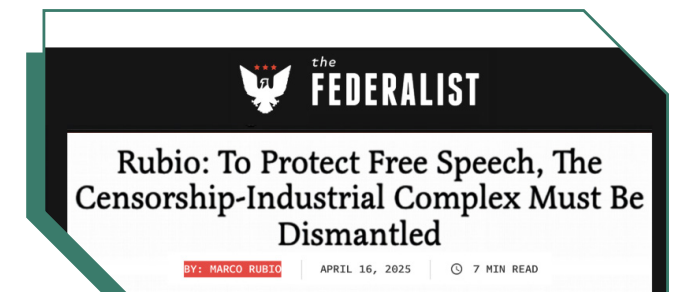 the
FEDERALIST
Rubio: To Protect Free Speech, The
Censorship-Industrial Complex Must Be
Dismantled
BY: MARCO RUBIO APRIL 16, 2025 7 MIN READ